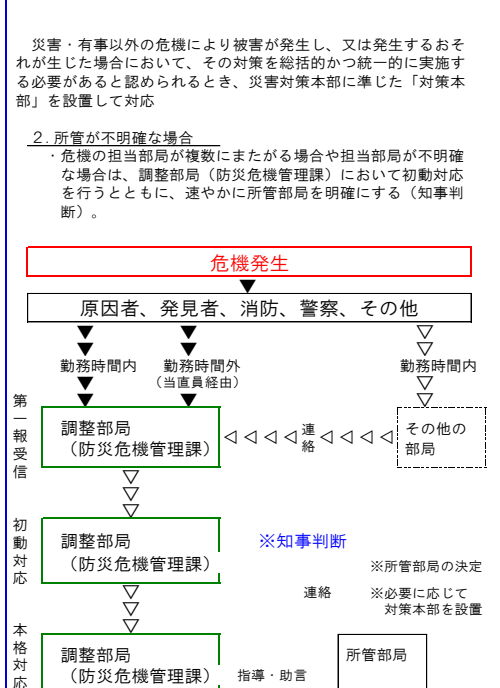 災害・有事以外の危機により被害が発生し、又は発生するおそ
れが生じた場合において、その対策を総括的かつ統一的に実施す
る必要があると認められるとき、災害対策本部に準じた「対策本
部」を設置して対応
２．所管が不明確な場合
・危機の担当部局が複数にまたがる場合や担当部局が不明確
な場合は、調整部局（防災危機管理課）において初動対応
を行うとともに、速やかに所管部局を明確にする（知事判
断）。
危機発生
原因者、発見者、消防、警察、その他
勤務時間内
勤務時間外
（当直員経由）
勤務時間内
第一報受信
調整部局
（防災危機管理課）
連絡
その他の
部局
初動対応
調整部局
（防災危機管理課）
※知事判断
※所管部局の決定
連絡
※必要に応じて
対策本部を設置
本格対応
調整部局
（防災危機管理課）
指導・助言
所管部局